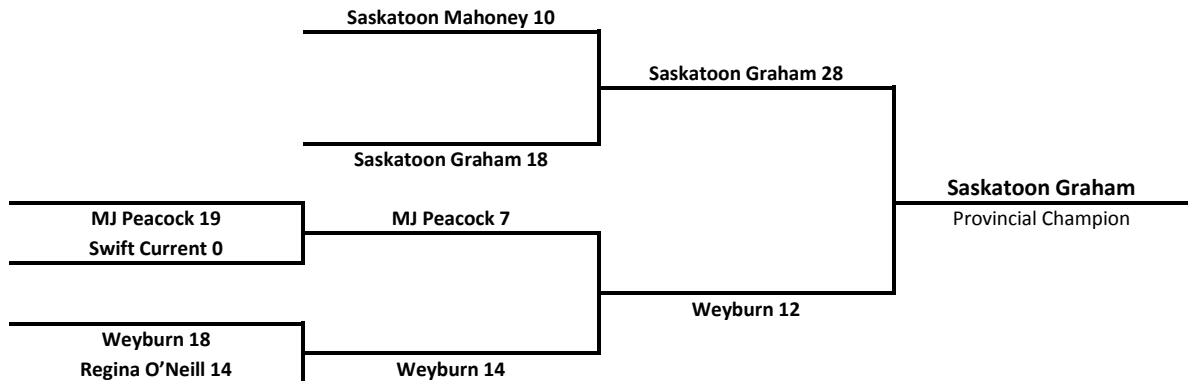 Saskatoon Mahoney 10
Saskatoon Graham 28
Saskatoon Graham 18
Saskatoon Graham
Provincial Champion
MJ Peacock 19
Swift Current 0
MJ Peacock 7
Weyburn 12
Weyburn 18
Regina O’Neill 14
Weyburn 14